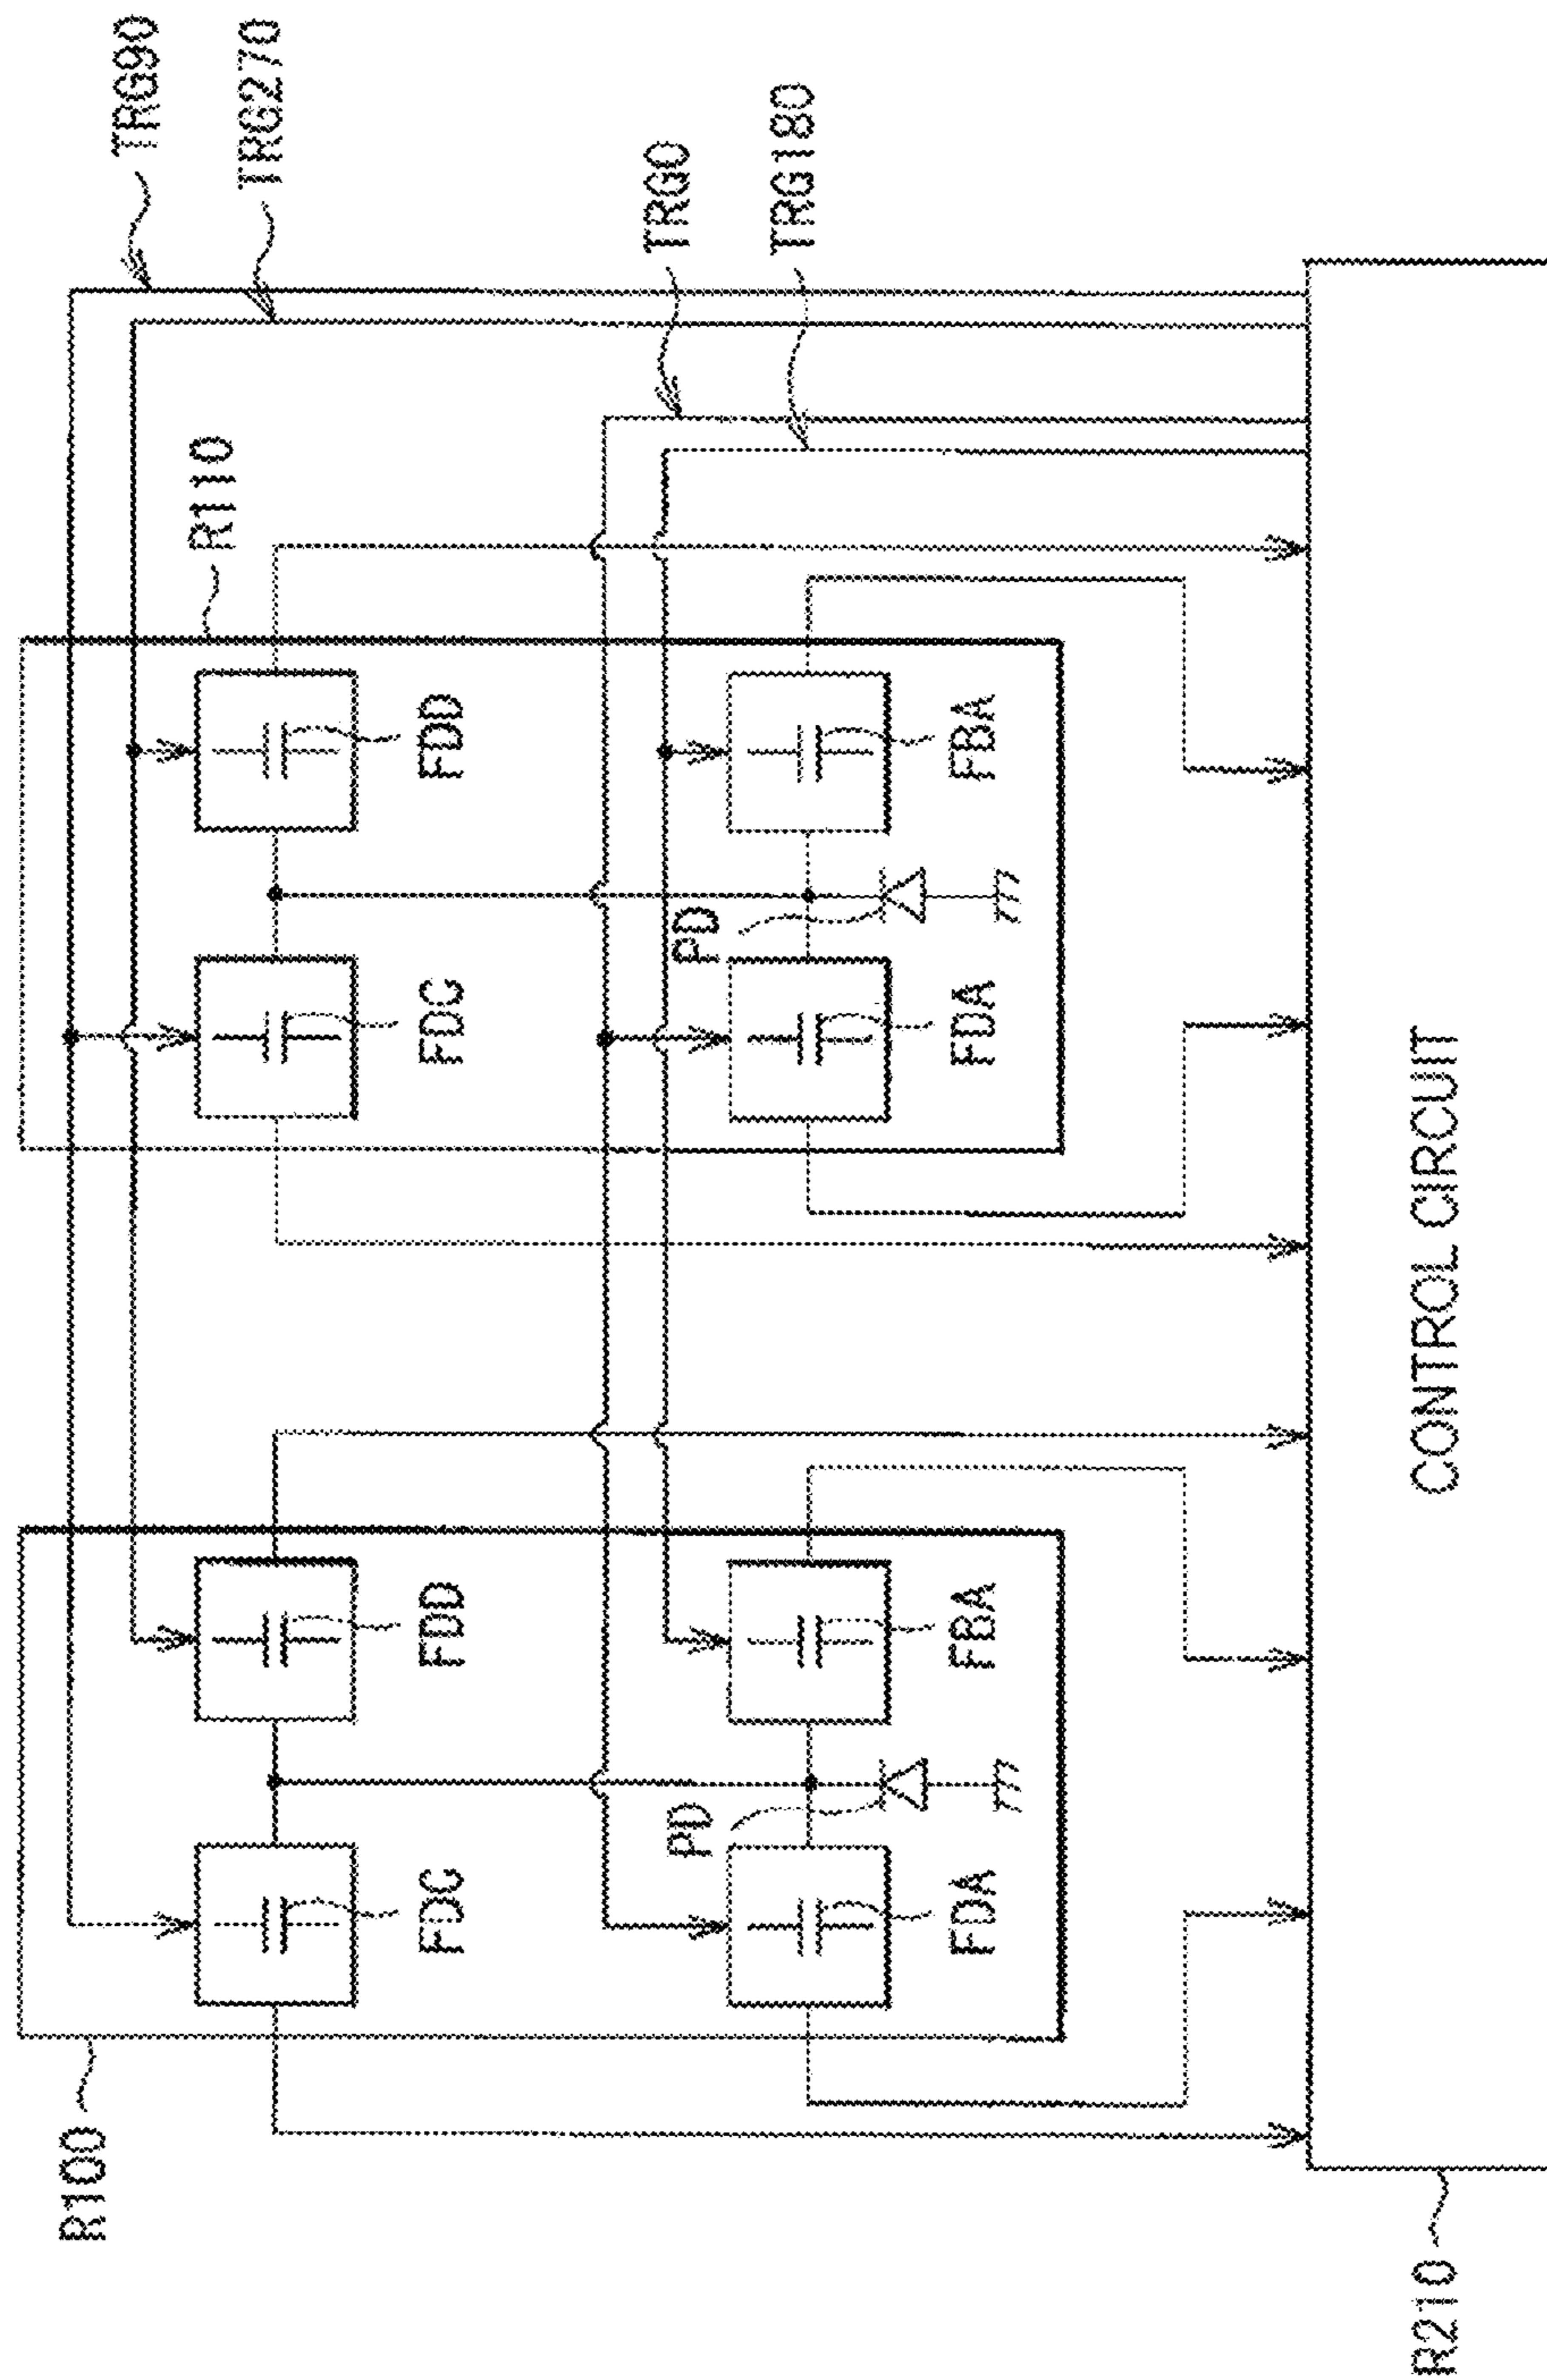 R100
TRG90
R110
TRG270
FDC
FDD
FDC
FDD
TRG0
PD
PD
TRG180
FDA
FBA
FDA
FBA
R210
CONTROL CIRCUIT